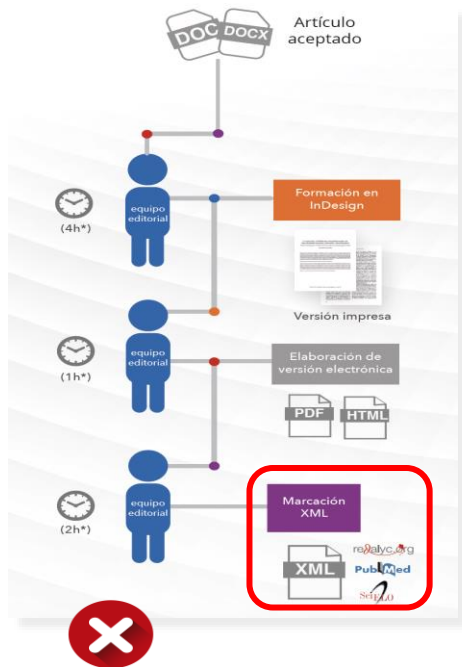 DOC DOCX
Artículo
aceptado
equipo
editorial
(4h*)
Formación en
InDesign
Versión impresa
equipo
editorial
(1h*)
Elaboración de
versión electrónica
PDF HTML
equipo
editorial
(2h*)
Marcación
XML
XML
redalyc.org
PubMed
SciELO